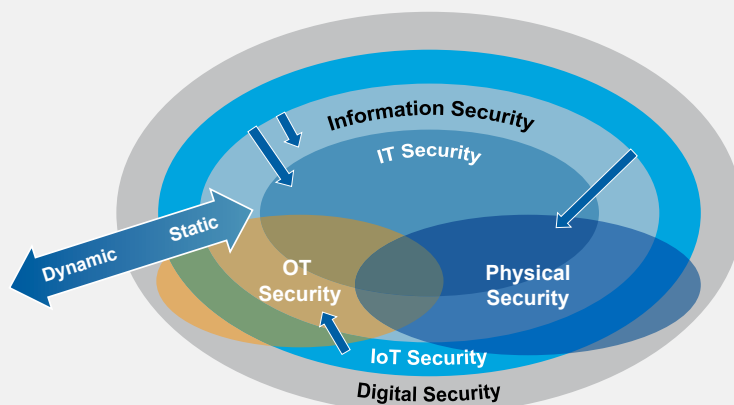 Information Security
IT Security
Static
Dynamic
OT
Security
Physical
Security
IoT Security
Digital Security